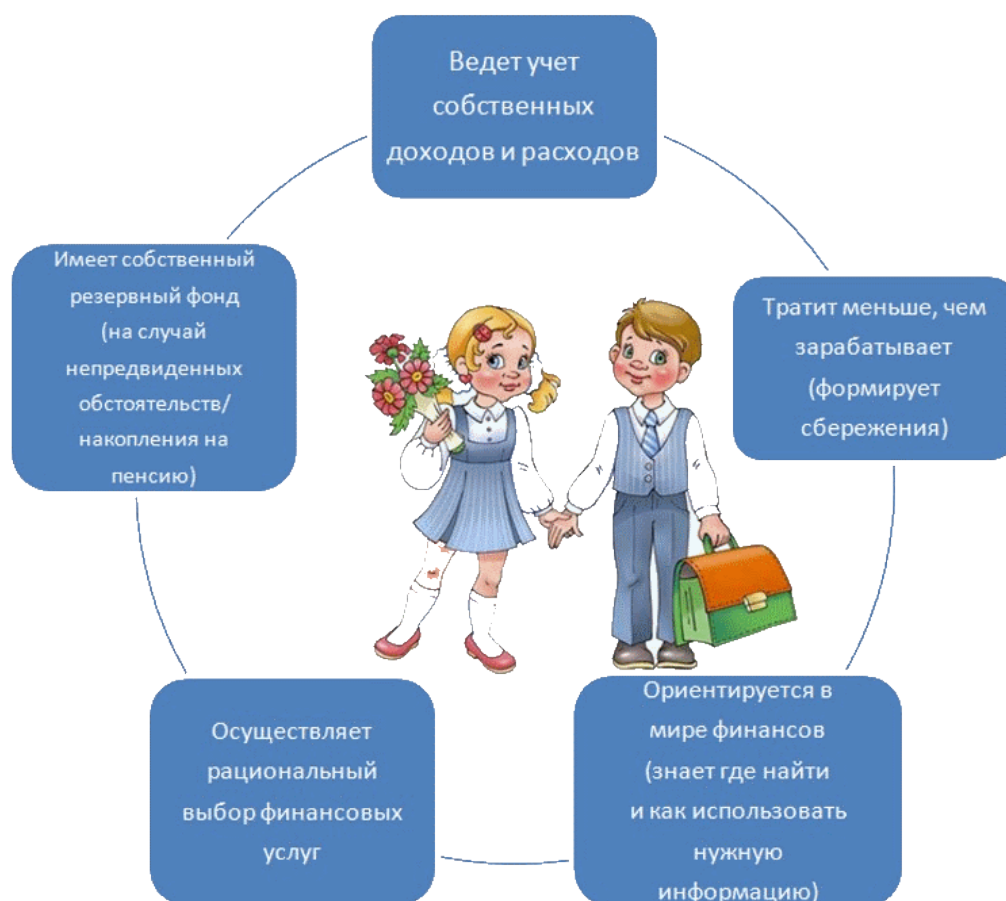 Ведет учет
собственных
доходов и расходов
Тратит меньше, чем
зарабатывает
(формирует
сбережения)
Ориентируется в
мире финансов
(знает где найти
и как использовать
нужную
информацию)
Осуществляет
рациональный
выбор финансовых
услуг
Имеет собственный
резервный фонд
(на случай
непредвиденных
обстоятельств/
накопления на
пенсию)